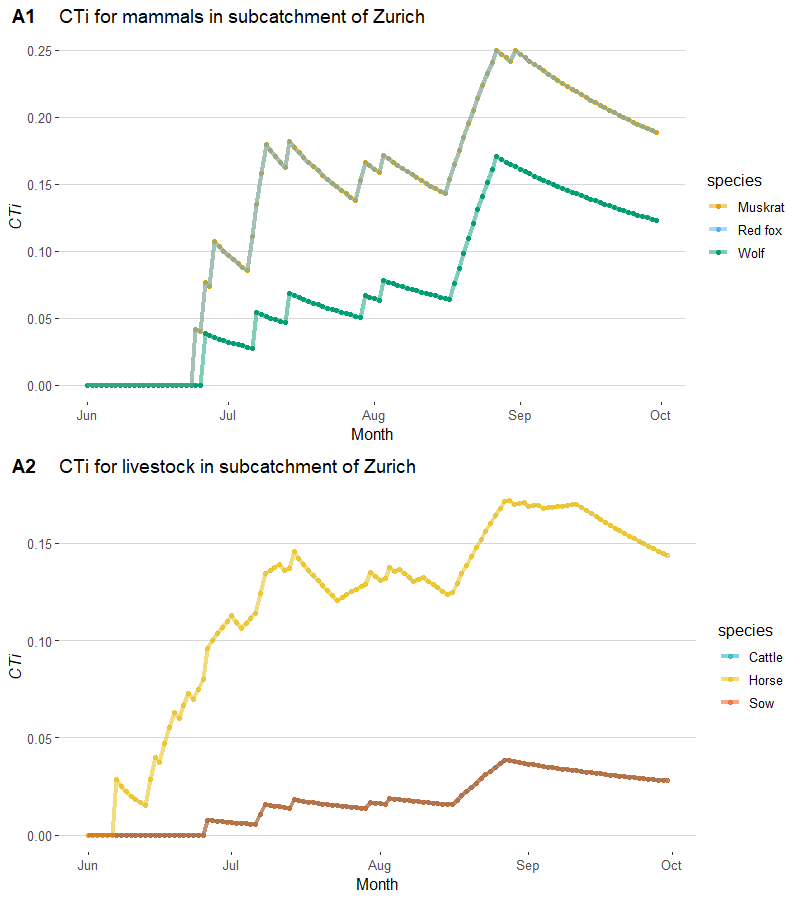 A1 CTi for mammals in subcatchment of Zurich
0.25
0.20
0.15
0.10
0.05
0.00
CTi
Jun Jul Aug Sep Oct
Month
species
Muskrat
Red fox
Wolf
A2 CTi for livestock in subcatchment of Zurich
0.15
0.10
0.05
0.00
CTi
Jun Jul Aug Sep Oct
Month
species
Cattle
Horse
Sow